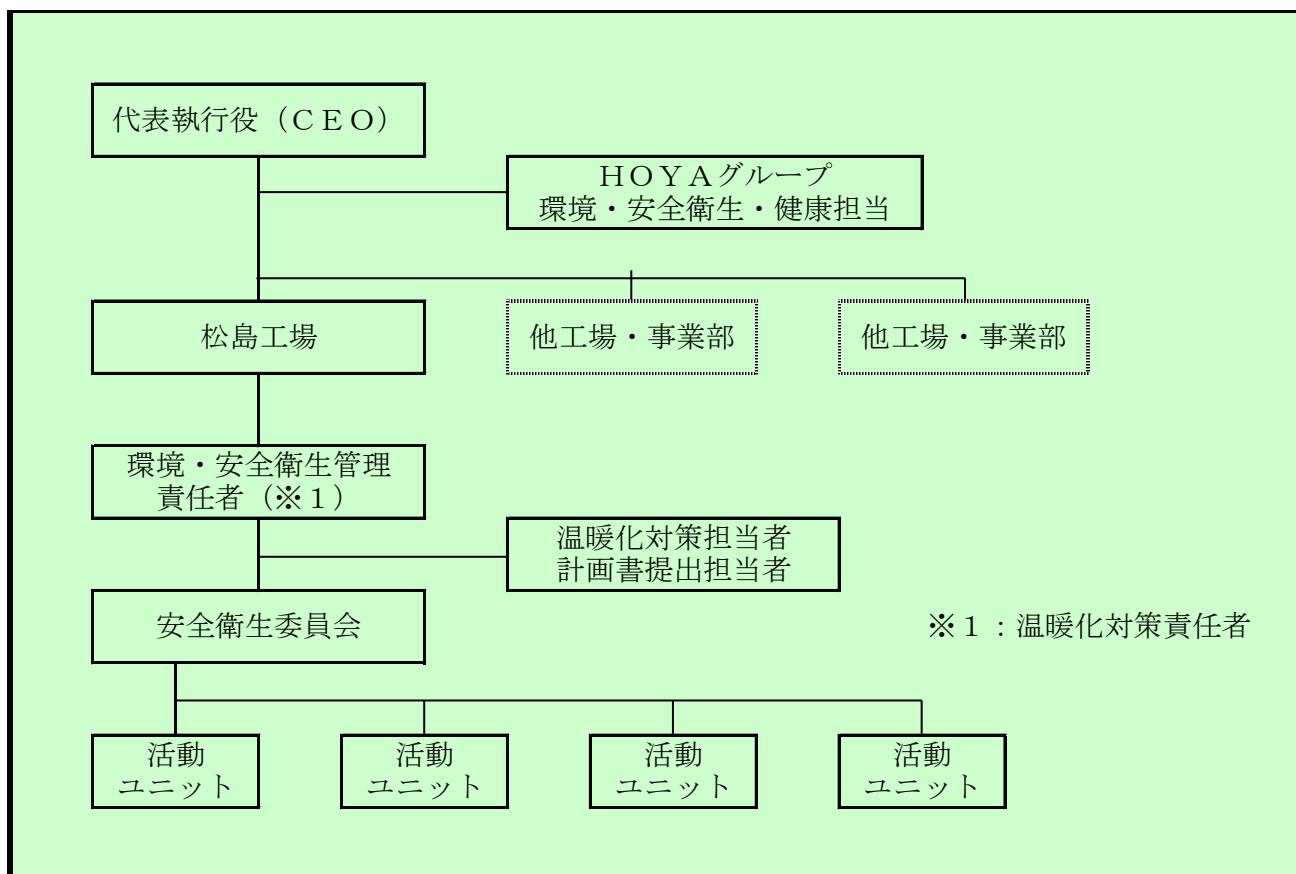 代表執行役（ＣＥＯ）
ＨＯＹＡグループ
環境・安全衛生・健康担当
松島工場
他工場・事業部
他工場・事業部
環境・安全衛生管理
責任者（※１）
温暖化対策担当者
計画書提出担当者
安全衛生委員会
※１：温暖化対策責任者
活動
ユニット
活動
ユニット
活動
ユニット
活動
ユニット